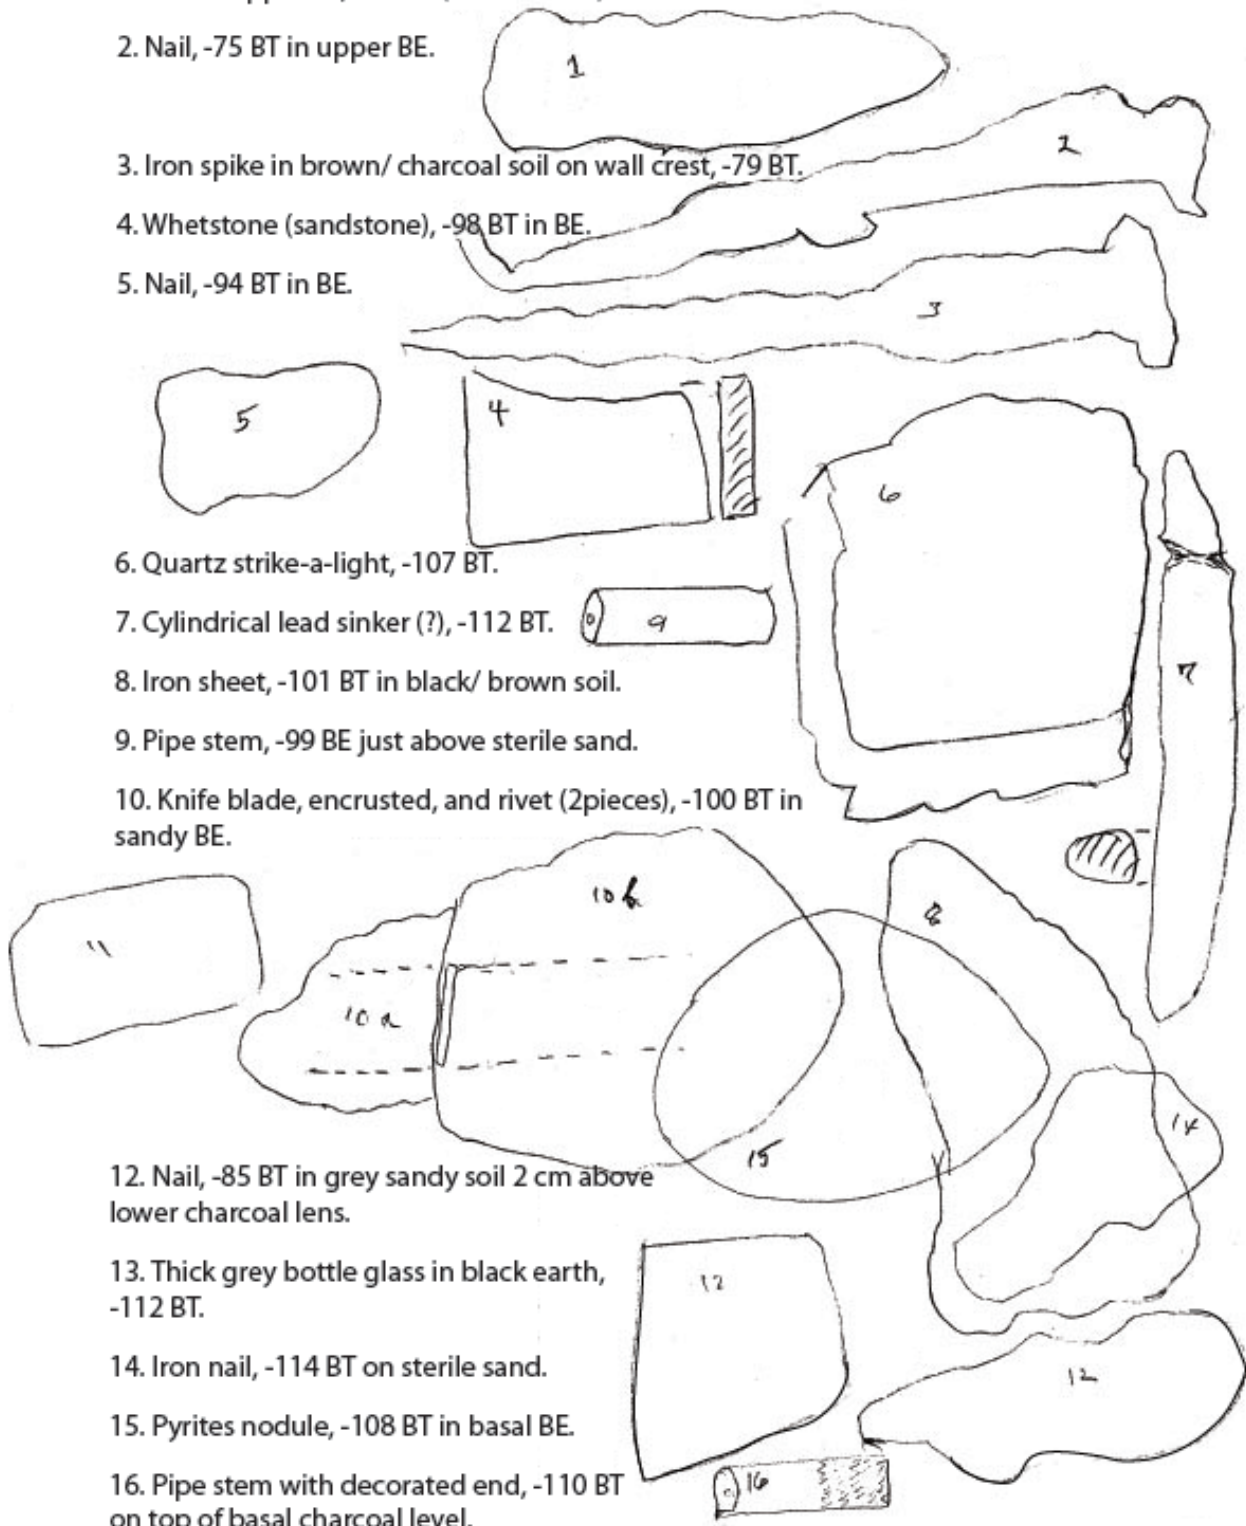 2. Nail, -75 BT in upper BE.
1
2
3. Iron spike in brown/ charcoal soil on wall crest, -79 BT.
4. Whetstone (sandstone), -98 BT in BE.
5. Nail, -94 BT in BE.
3
5
4
6
6. Quartz strike-a-light, -107 BT.
7. Cylindrical lead sinker (?), -112 BT.
9
7
8. Iron sheet, -101 BT in black/ brown soil.
9. Pipe stem, -99 BE just above sterile sand.
10. Knife blade, encrusted, and rivet (2pieces), -100 BT in
sandy BE.
10 b
8
11
10 a
14
15
12. Nail, -85 BT in grey sandy soil 2 cm above
lower charcoal lens.
13. Thick grey bottle glass in black earth,
-112 BT.
12
14. Iron nail, -114 BT on sterile sand.
12
15. Pyrites nodule, -108 BT in basal BE.
16. Pipe stem with decorated end, -110 BT
16
on top of basal charcoal level.